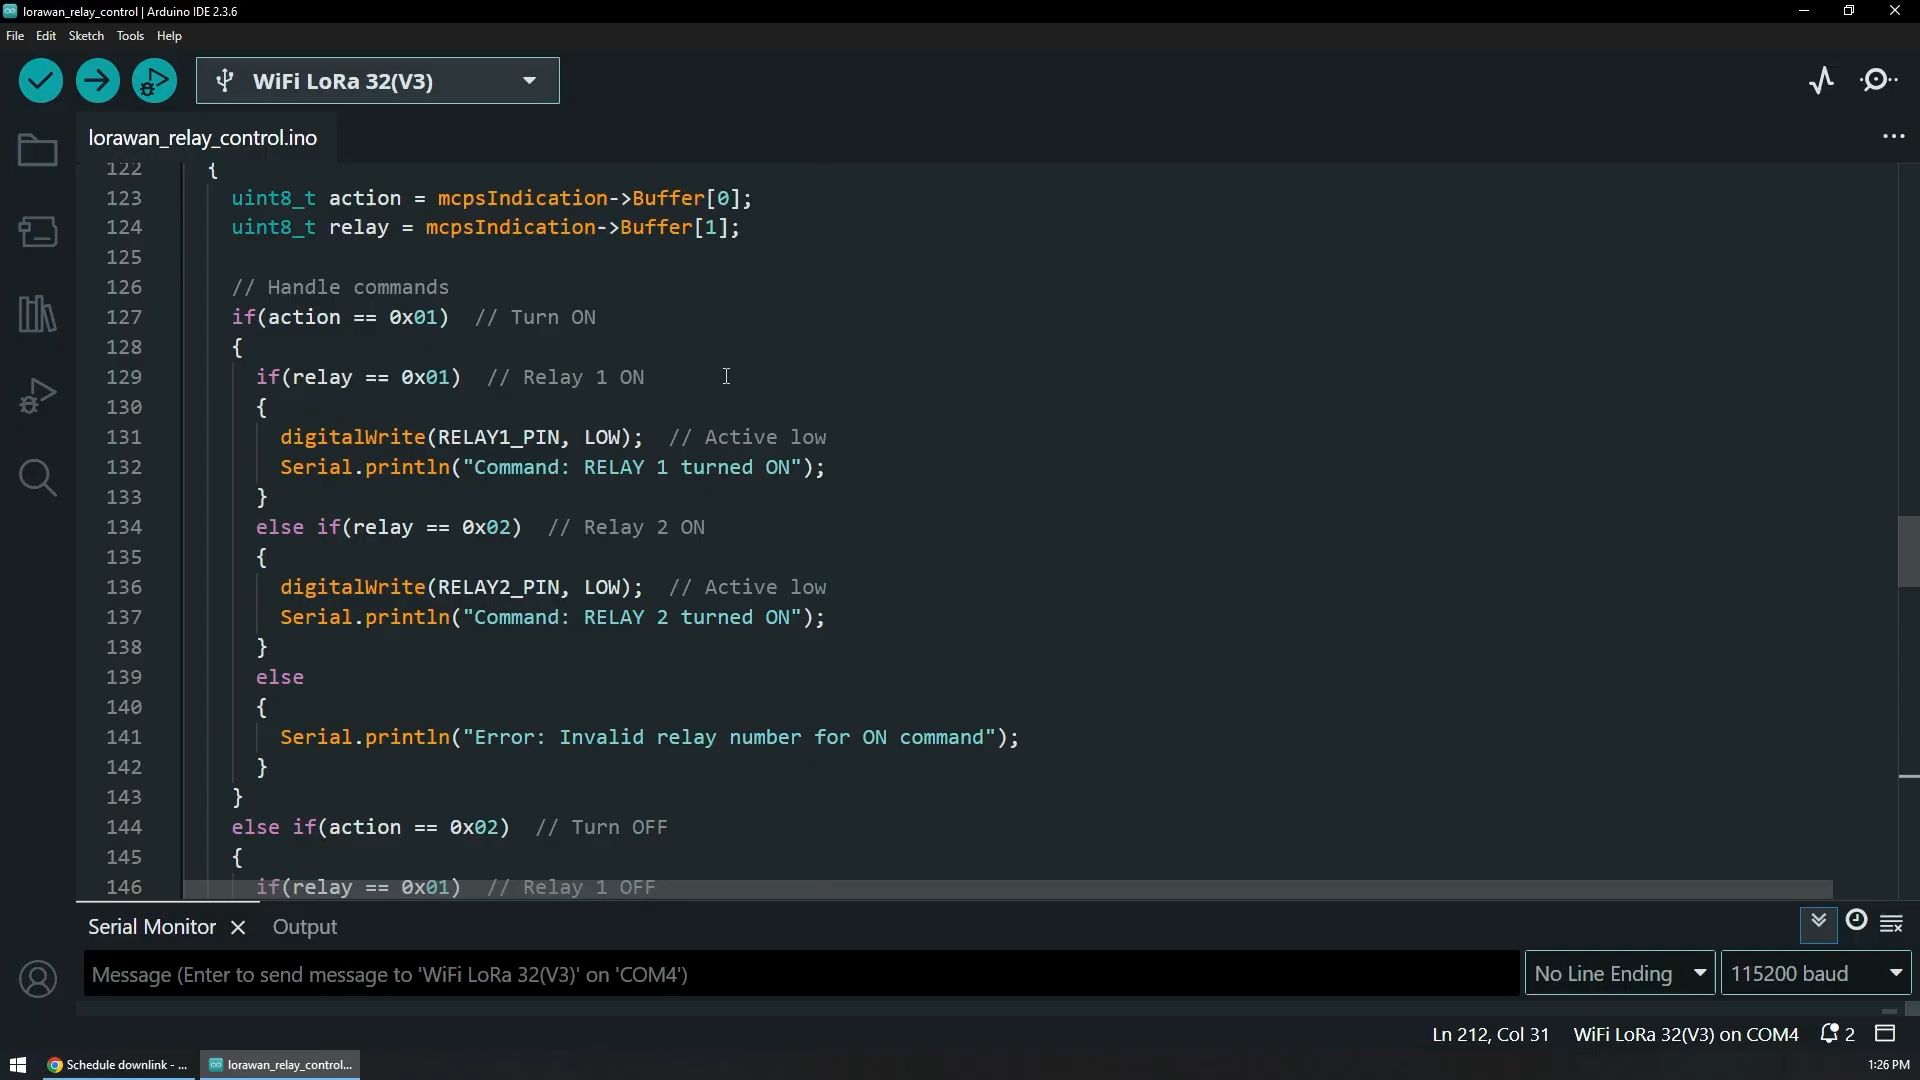 lorawan_relay_control | Arduino IDE 2.3.6
File Edit Sketch Tools Help
WiFi LoRa 32(V3)
lorawan_relay_control.ino
122 {
123 uint8_t action = mcpsIndication->Buffer[0];
124 uint8_t relay = mcpsIndication->Buffer[1];
125
126 // Handle commands
127 if(action == 0x01) // Turn ON
128 {
129 if(relay == 0x01) // Relay 1 ON
130 {
131 digitalWrite(RELAY1_PIN, LOW); // Active low
132 Serial.println("Command: RELAY 1 turned ON");
133 }
134 else if(relay == 0x02) // Relay 2 ON
135 {
136 digitalWrite(RELAY2_PIN, LOW); // Active low
137 Serial.println("Command: RELAY 2 turned ON");
138 }
139 else
140 {
141 Serial.println("Error: Invalid relay number for ON command");
142 }
143 }
144 else if(action == 0x02) // Turn OFF
145 {
146 if(relay == 0x01) // Relay 1 OFF
Serial Monitor Output
Message (Enter to send message to 'WiFi LoRa 32(V3)' on 'COM4')
No Line Ending 115200 baud
Ln 212, Col 31 WiFi LoRa 32(V3) on COM4 2
Schedule downlink - ... lorawan_relay_control... 1:26 PM